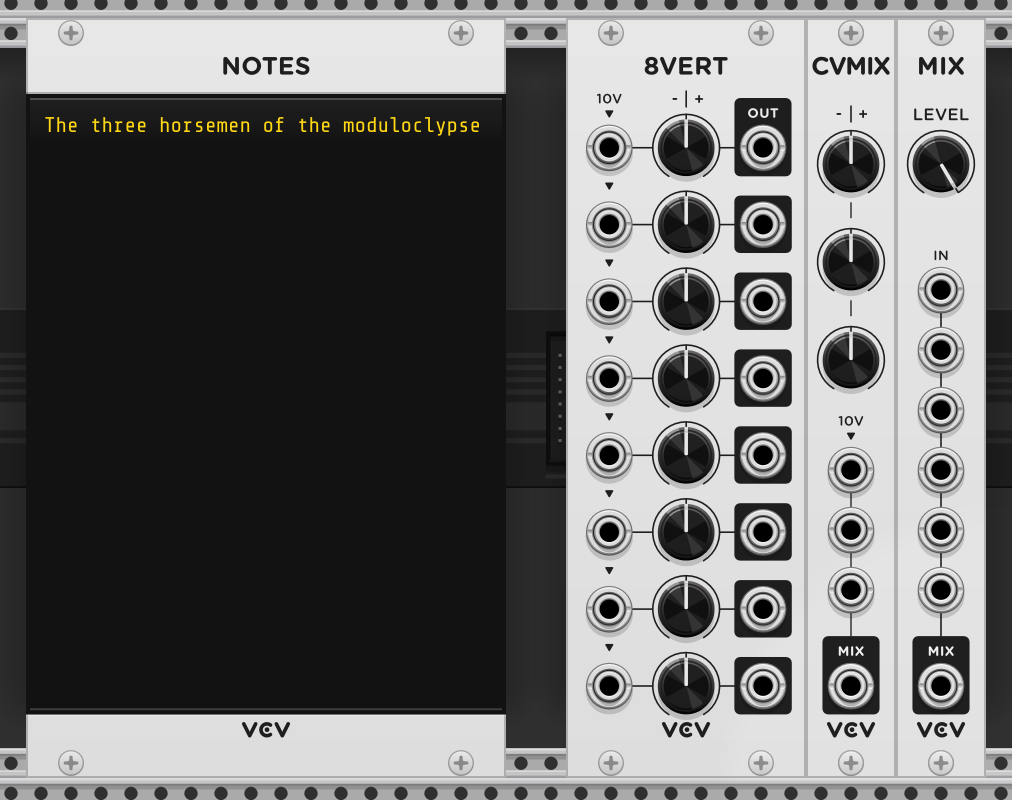 NOTES
The three horsemen of the moduloclypse
VCV
8VERT
10V
- | +
OUT
VCV
CVMIX
- | +
10V
MIX
VCV
MIX
LEVEL
IN
MIX
VCV